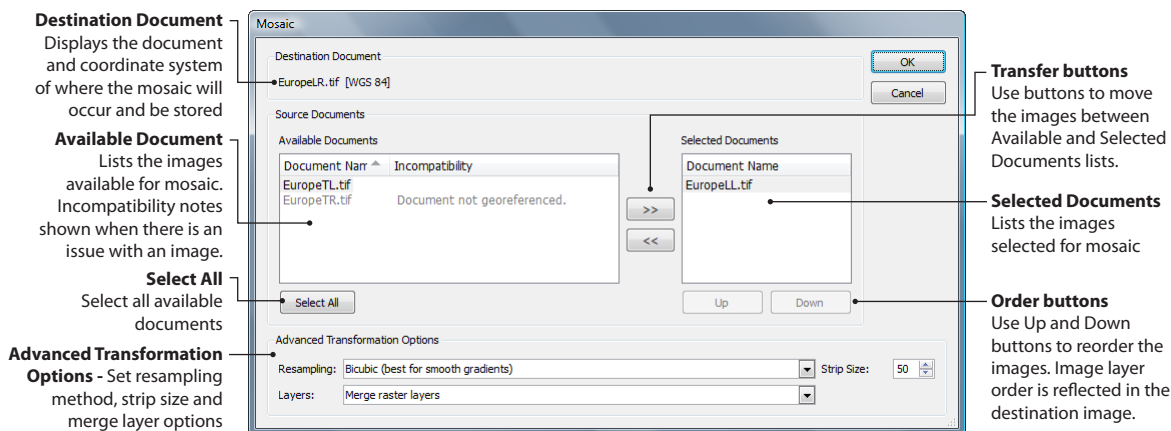 Destination Document
Displays the document
and coordinate system
of where the mosaic will
occur and be stored
Available Document
Lists the images
available for mosaic.
Incompatibility notes
shown when there is an
issue with an image.
Select All
Select all available
documents
Advanced Transformation
Options - Set resampling
method, strip size and
merge layer options
Mosaic
Destination Document
EuropeLR.tif [WGS 84]
OK
Cancel
Source Documents
Available Documents
Document Nam Incompatibility
EuropeTL.tif
EuropeTR.tif Document not georeferenced.
>>
<<
Selected Documents
Document Name
EuropeLL.tif
Select All
Up Down
Advanced Transformation Options
Resampling: Bicubic (best for smooth gradients) Strip Size: 50
Layers: Merge raster layers
Transfer buttons
Use buttons to move
the images between
Available and Selected
Documents lists.
Selected Documents
Lists the images
selected for mosaic
Order buttons
Use Up and Down
buttons to reorder the
images. Image layer
order is reflected in the
destination image.